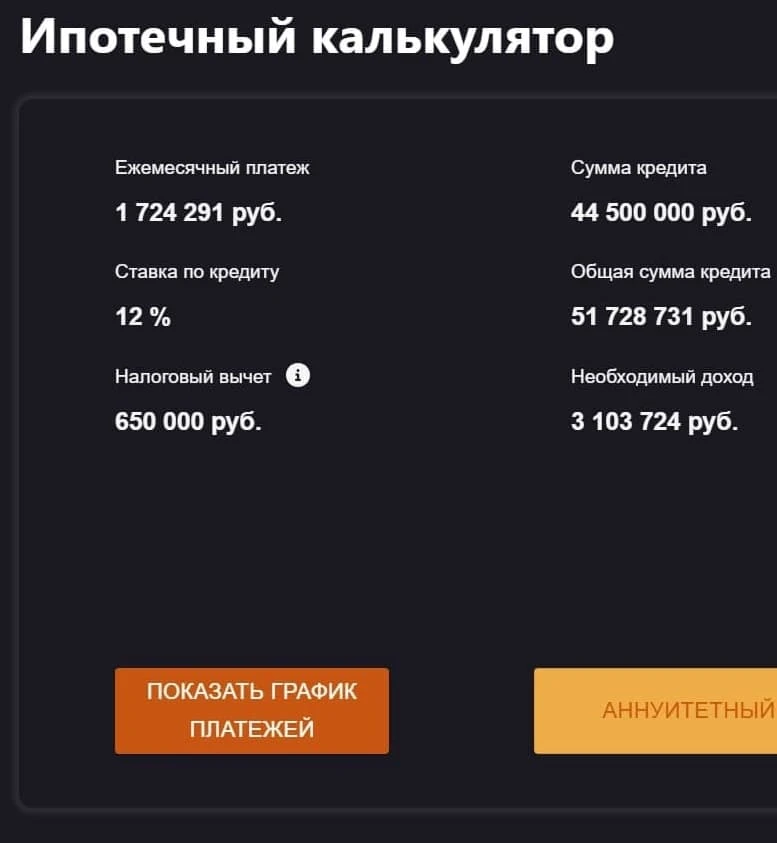 Ипотечный калькулятор
Ежемесячный платеж
Сумма кредита
1 724 291 руб.
44 500 000 руб.
Ставка по кредиту
Общая сумма кредита
12 %
51 728 731 руб.
Налоговый вычет
Необходимый доход
650 000 руб.
3 103 724 руб.
ПОКАЗАТЬ ГРАФИК
ПЛАТЕЖЕЙ
АННУИТЕТНЫЙ